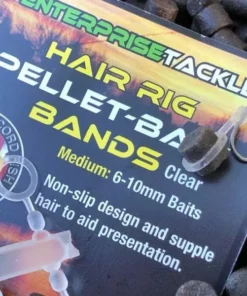 ENTERPRISETACKLE
HAIR RIG
PELLET-BA
BANDS
Clear
Medium: 6-10mm Baits
Non-slip design and supple
hair to aid presentation.